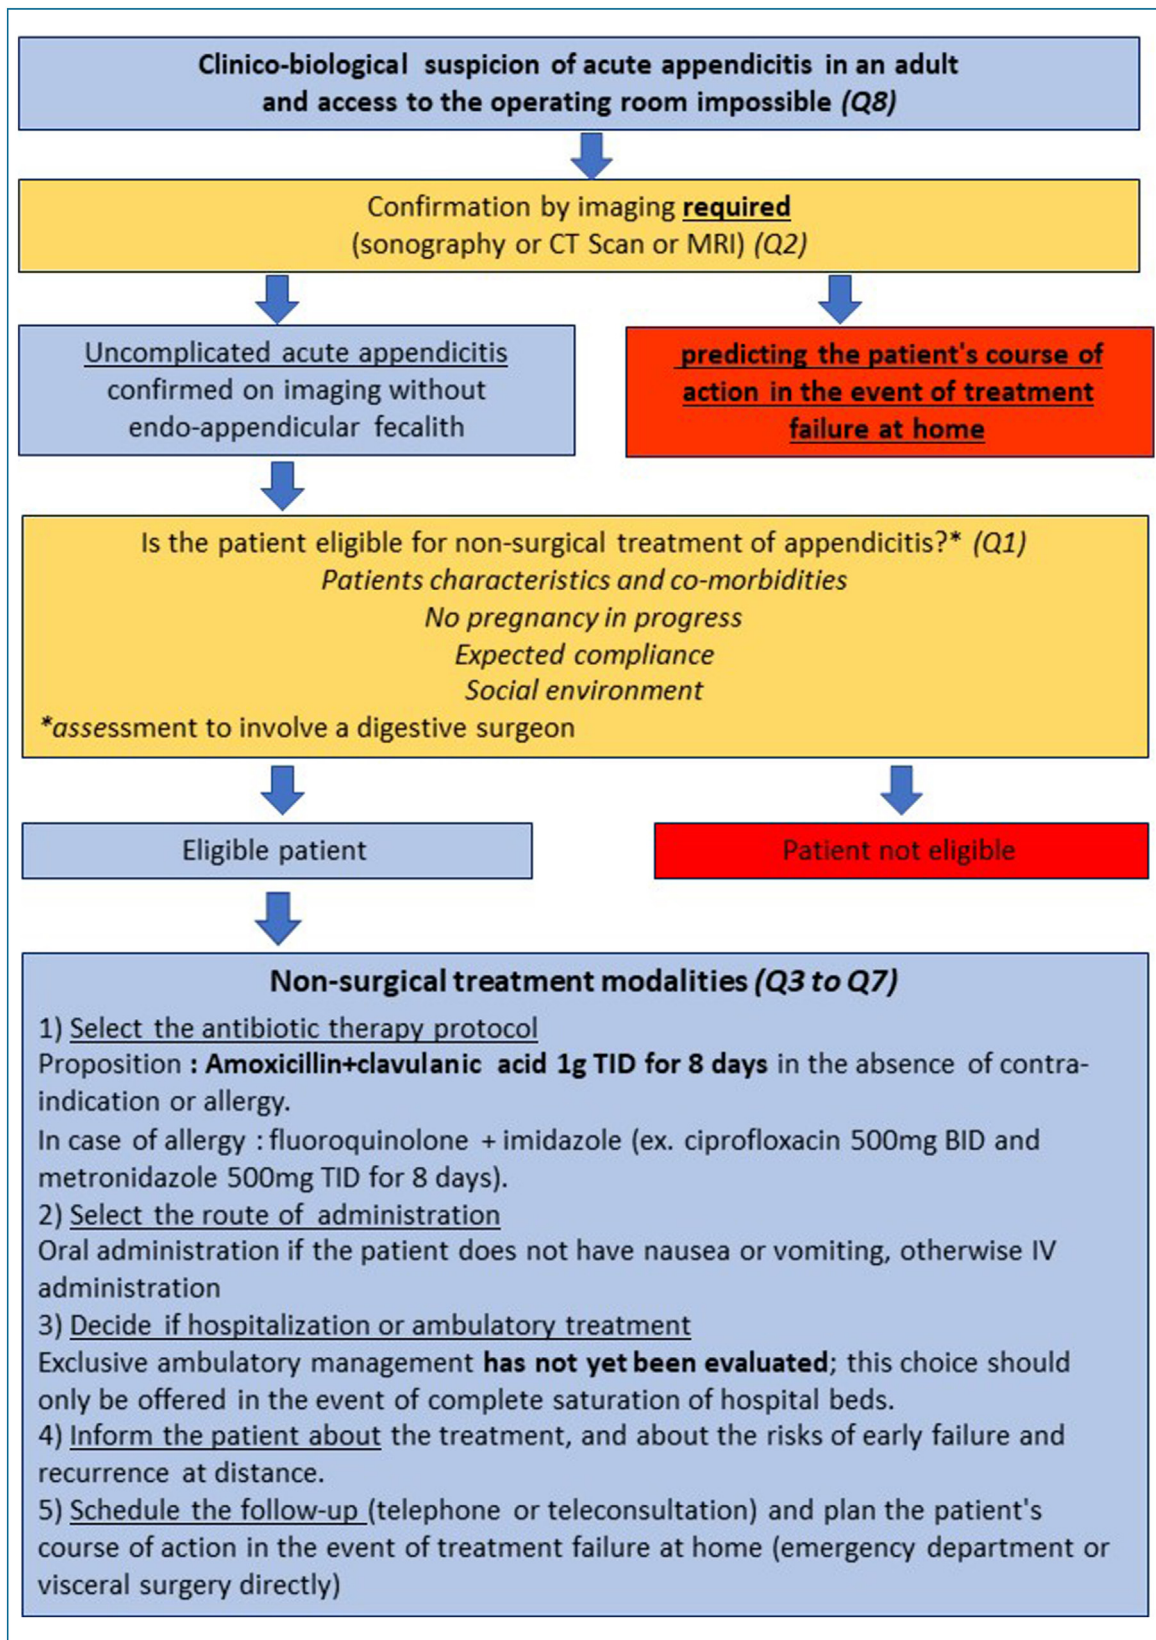 Clinico-biological suspicion of acute appendicitis in an adult
and access to the operating room impossible (Q8)
Confirmation by imaging required
(sonography or CT Scan or MRI) (Q2)
Uncomplicated acute appendicitis
confirmed on imaging without
endo-appendicular fecalith
predicting the patient's course of
action in the event of treatment
failure at home
Is the patient eligible for non-surgical treatment of appendicitis?* (Q1)
Patients characteristics and co-morbidities
No pregnancy in progress
Expected compliance
Social environment
*assessment to involve a digestive surgeon
Eligible patient
Patient not eligible
Non-surgical treatment modalities (Q3 to Q7)
1) Select the antibiotic therapy protocol
Proposition : Amoxicillin+clavulanic acid 1g TID for 8 days in the absence of contra-
indication or allergy.
In case of allergy : fluoroquinolone + imidazole (ex. ciprofloxacin 500mg BID and
metronidazole 500mg TID for 8 days).
2) Select the route of administration
Oral administration if the patient does not have nausea or vomiting, otherwise IV
administration
3) Decide if hospitalization or ambulatory treatment
Exclusive ambulatory management has not yet been evaluated; this choice should
only be offered in the event of complete saturation of hospital beds.
4) Inform the patient about the treatment, and about the risks of early failure and
recurrence at distance.
5) Schedule the follow-up (telephone or teleconsultation) and plan the patient's
course of action in the event of treatment failure at home (emergency department or
visceral surgery directly)